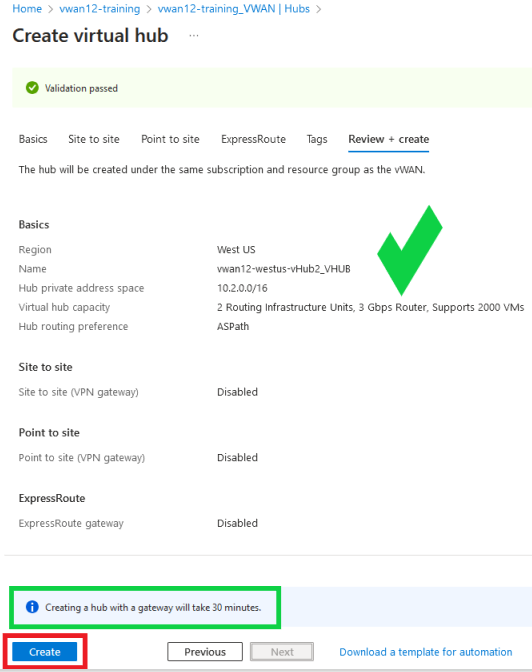 Home > vwan12-training > vwan12-training_VWAN | Hubs >
Create virtual hub ...
Validation passed
Basics Site to site Point to site ExpressRoute Tags Review + create
The hub will be created under the same subscription and resource group as the vWAN.
Basics
Region West US
Name vwan12-westus-vHub2_VHUB
Hub private address space 10.2.0.0/16
Virtual hub capacity 2 Routing Infrastructure Units, 3 Gbps Router, Supports 2000 VMs
Hub routing preference ASPath
Site to site
Site to site (VPN gateway) Disabled
Point to site
Point to site (VPN gateway) Disabled
ExpressRoute
ExpressRoute gateway Disabled
Creating a hub with a gateway will take 30 minutes.
Create Previous Next Download a template for automation